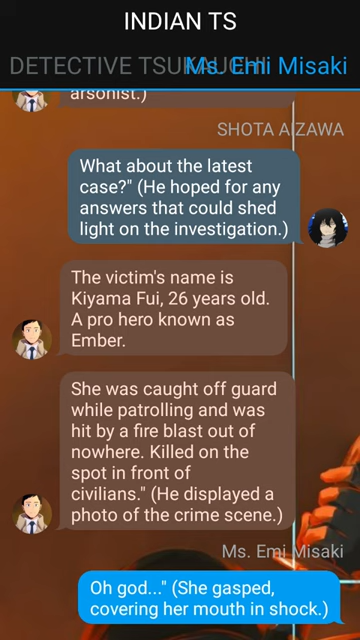 INDIAN TS
DETECTIVE TSUKAUCHI
Ms. Emi Misaki
arsonist.)
SHOTA AIZAWA
What about the latest
case?" (He hoped for any
answers that could shed
light on the investigation.)
The victim's name is
Kiyama Fui, 26 years old.
A pro hero known as
Ember.
She was caught off guard
while patrolling and was
hit by a fire blast out of
nowhere. Killed on the
spot in front of
civilians." (He displayed a
photo of the crime scene.)
Ms. Emi Misaki
Oh god..." (She gasped,
covering her mouth in shock.)